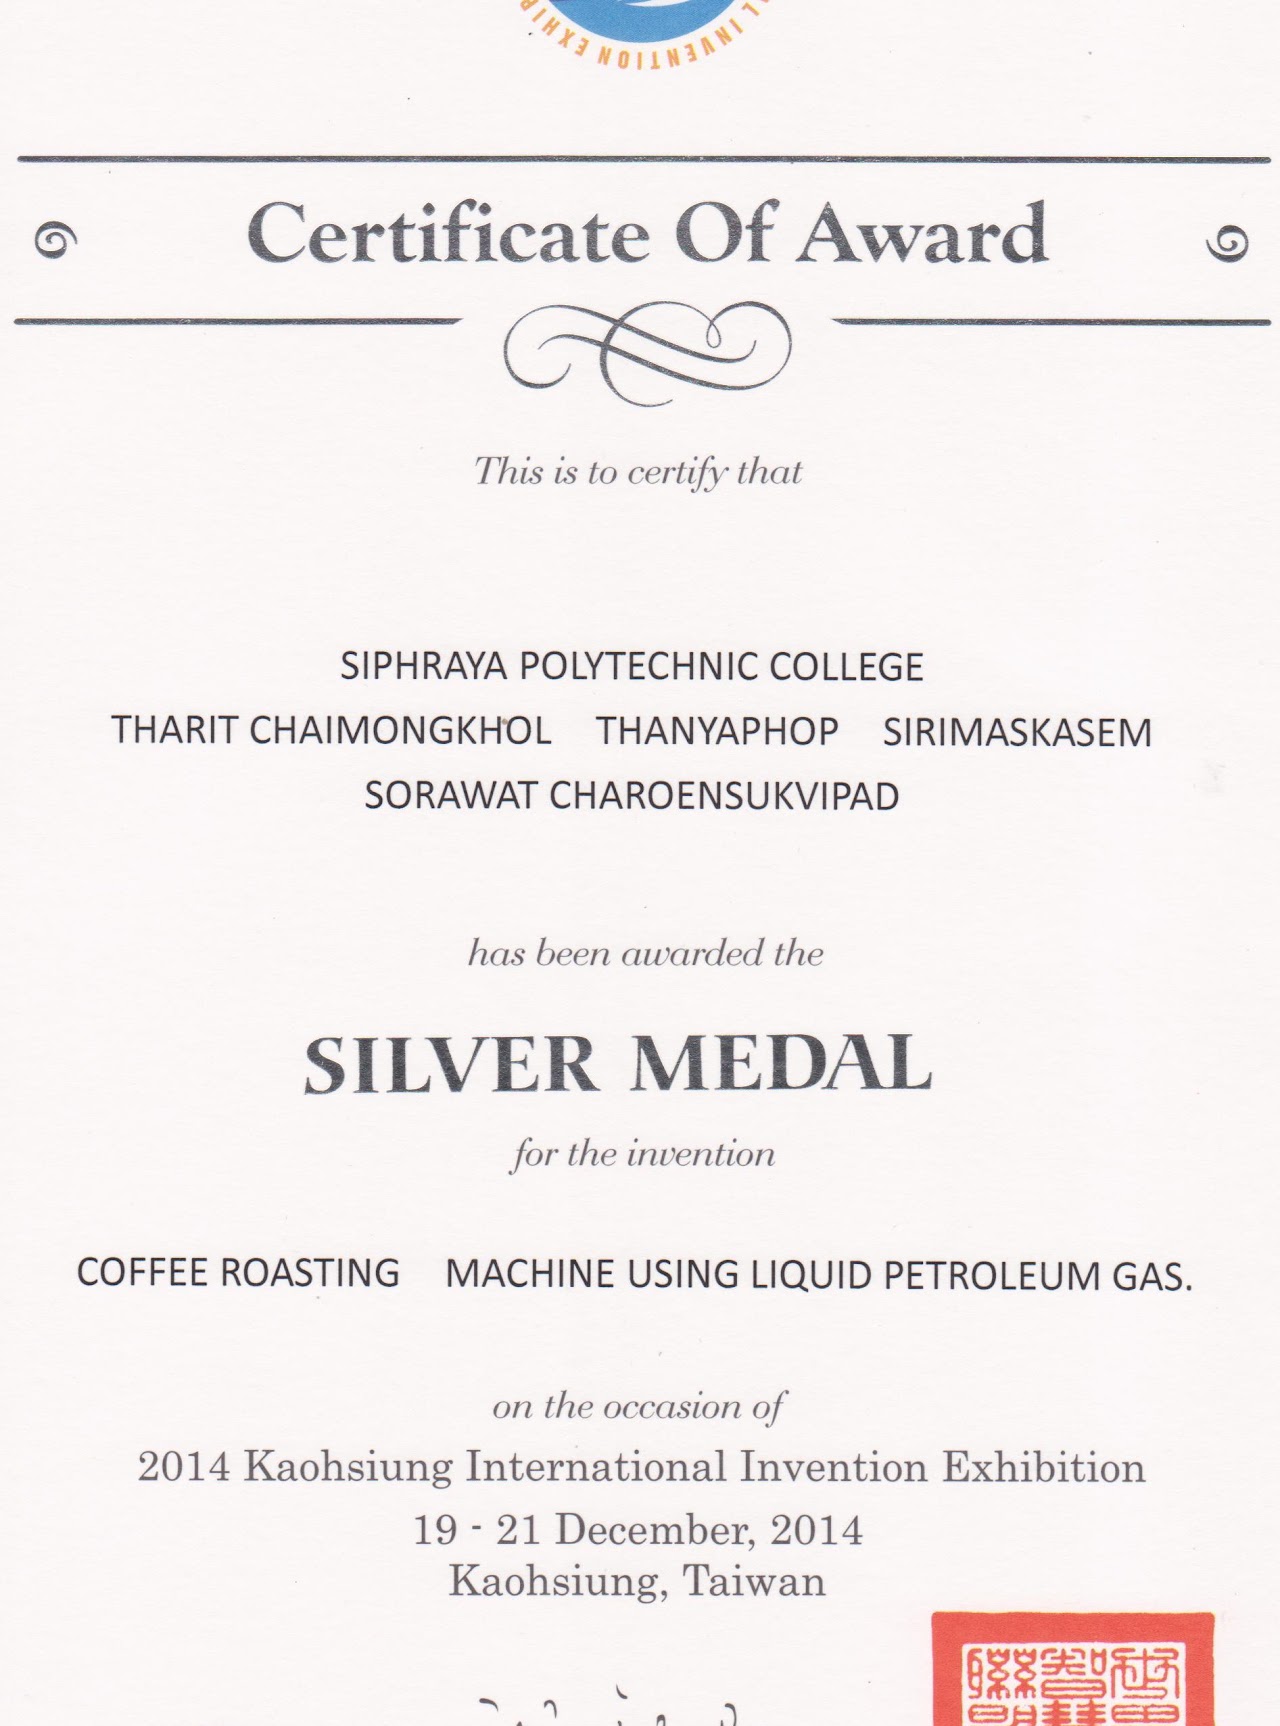 L INVENTION EXHIB
Certificate Of Award
This is to certify that
SIPHRAYA POLYTECHNIC COLLEGE
THARIT CHAIMONGKHOL THANYAPHOP SIRIMASKASEM
SORAWAT CHAROENSUKVIPAD
has been awarded the
SILVER MEDAL
for the invention
COFFEE ROASTING MACHINE USING LIQUID PETROLEUM GAS.
on the occasion of
2014 Kaohsiung International Invention Exhibition
19 - 21 December, 2014
Kaohsiung, Taiwan